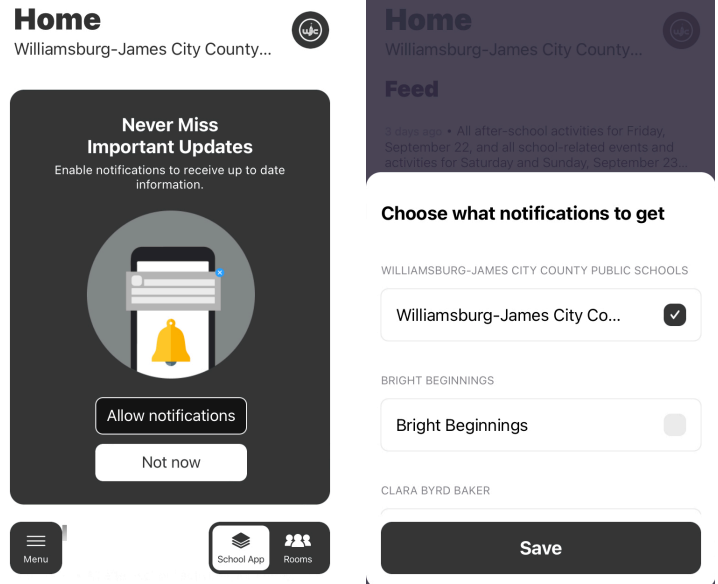 Home
Williamsburg-James City County...
wjc
Never Miss
Important Updates
Enable notifications to receive up to date
information.
Allow notifications
Not now
Menu
School App
Rooms
Home
Williamsburg-James City County...
wjc
Feed
3 days ago • All after-school activities for Friday,
September 22, and all school-related events and
activities for Saturday and Sunday, September 23...
Choose what notifications to get
WILLIAMSBURG-JAMES CITY COUNTY PUBLIC SCHOOLS
Williamsburg-James City Co...
BRIGHT BEGINNINGS
Bright Beginnings
CLARA BYRD BAKER
Save